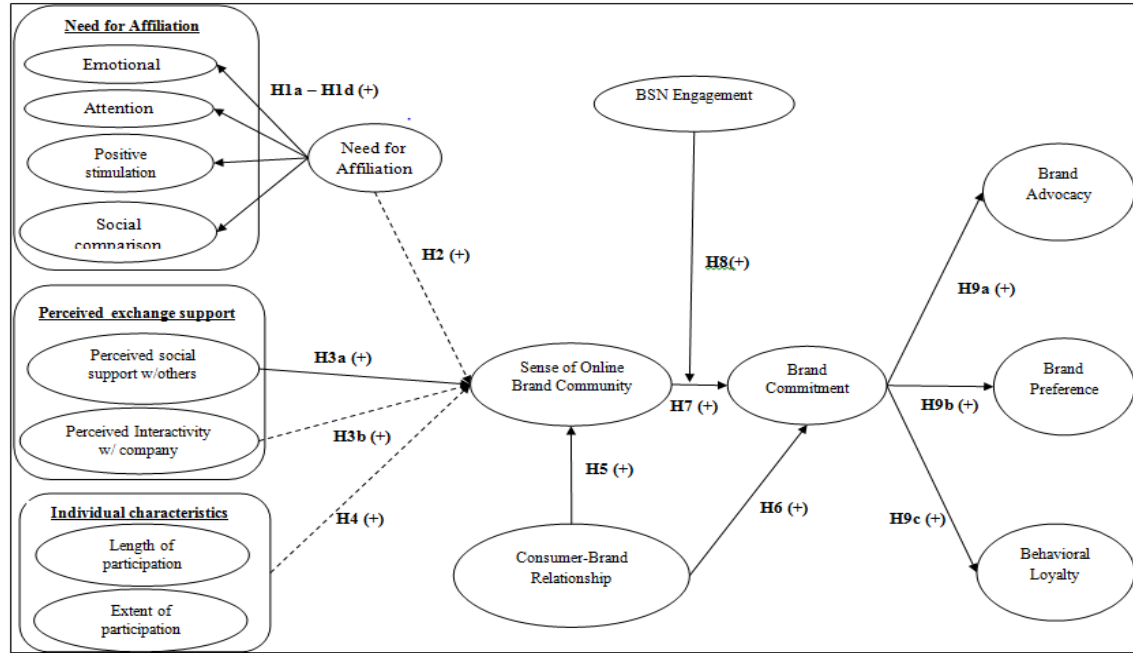 Need for Affiliation
Emotional
Attention
Positive
stimulation
Social
comparison
H1a – H1d (+)
Need for
Affiliation
H2 (+)
BSN Engagement
H8(+)
Perceived exchange support
Perceived social
support w/others
Perceived Interactivity
w/ company
H3a (+)
H3b (+)
Individual characteristics
Length of
participation
Extent of
participation
H4 (+)
Sense of Online
Brand Community
H5 (+)
Consumer-Brand
Relationship
H6 (+)
H7 (+)
Brand
Commitment
H9a (+)
H9b (+)
H9c (+)
Brand
Advocacy
Brand
Preference
Behavioral
Loyalty